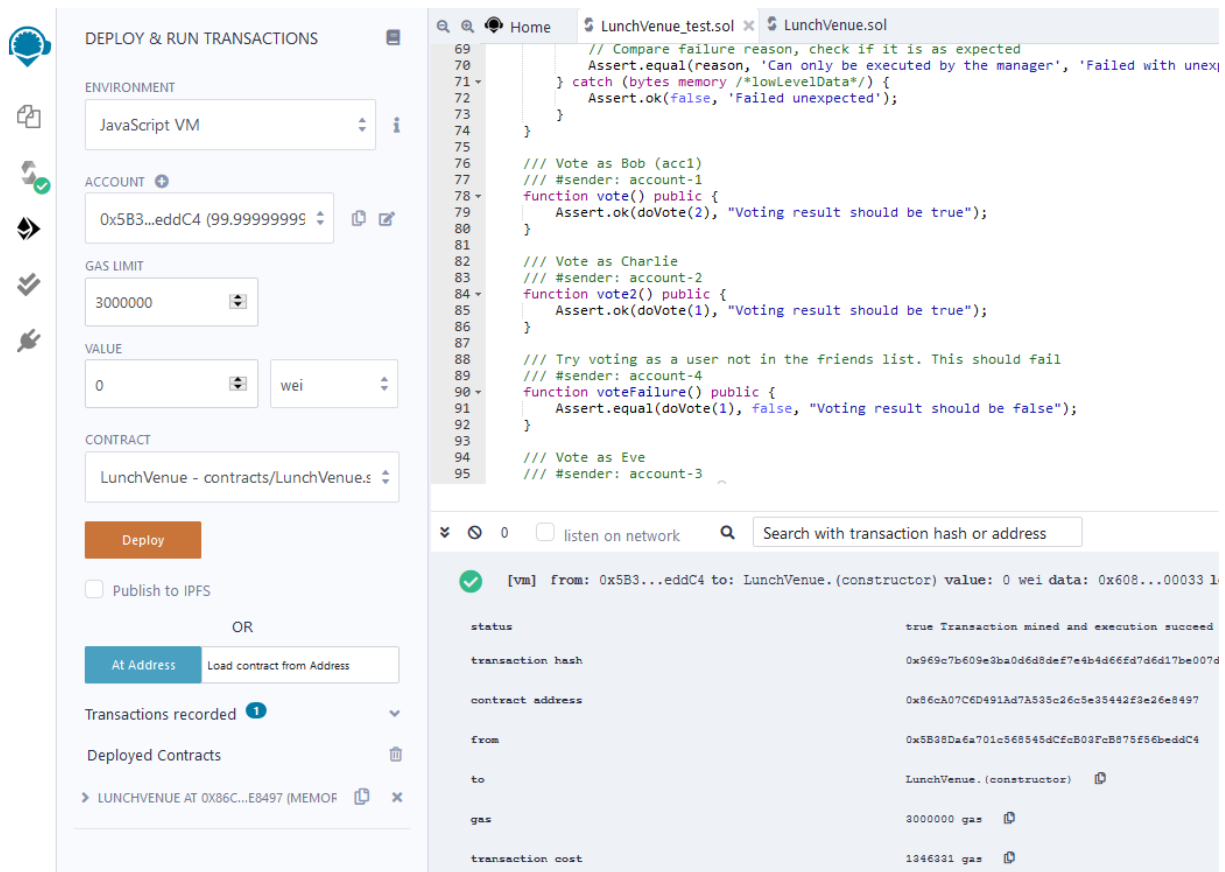 DEPLOY & RUN TRANSACTIONS
ENVIRONMENT
JavaScript VM
ACCOUNT
0x5B3...eddC4 (99.99999999
GAS LIMIT
3000000
VALUE
0
wei
CONTRACT
LunchVenue - contracts/LunchVenue.s
Deploy
Publish to IPFS
OR
At Address
Load contract from Address
Transactions recorded 1
Deployed Contracts
LUNCHVENUE AT 0X86C...E8497 (MEMOR
Home
LunchVenue_test.sol
LunchVenue.sol
69 // Compare failure reason, check if it is as expected
70 Assert.equal(reason, 'Can only be executed by the manager', 'Failed with unexp
71 } catch (bytes memory /*lowLevelData*/) {
72 Assert.ok(false, 'Failed unexpected');
73 }
74 }
75
76 /// Vote as Bob (acc1)
77 /// #sender: account-1
78 function vote() public {
79 Assert.ok(doVote(2), "Voting result should be true");
80 }
81
82 /// Vote as Charlie
83 /// #sender: account-2
84 function vote2() public {
85 Assert.ok(doVote(1), "Voting result should be true");
86 }
87
88 /// Try voting as a user not in the friends list. This should fail
89 /// #sender: account-4
90 function voteFailure() public {
91 Assert.equal(doVote(1), false, "Voting result should be false");
92 }
93
94 /// Vote as Eve
95 /// #sender: account-3
0
listen on network
Search with transaction hash or address
[vm] from: 0x5B3...eddC4 to: LunchVenue.(constructor) value: 0 wei data: 0x608...00033 l
status true Transaction mined and execution succeed
transaction hash 0x969c7b609e3ba0d6d8def7e4b4d66fd7d6d17be007d
contract address 0x86cA07C6D491Ad7A535c26c5e35442f3e26e8497
from 0x5B38Da6a701c568545dCfcB03FcB875f56beddC4
to LunchVenue.(constructor)
gas 3000000 gas
transaction cost 1346331 gas